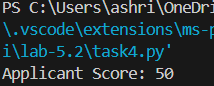 PS C:\Users\ashri\OneDri
\.vscode\extensions\ms-p
i\lab-5.2\task4.py'
Applicant Score: 50